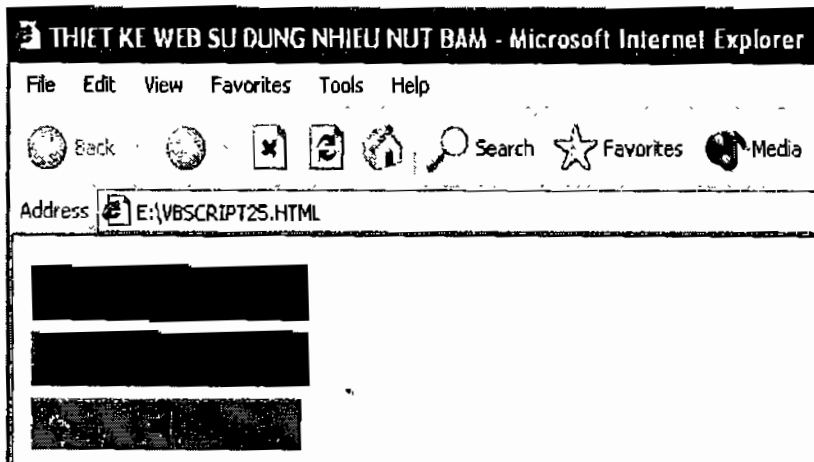 THIET KE WEB SU DUNG NHIEU NUT BAM - Microsoft Internet Explorer
File Edit View Favorites Tools Help
Back Search Favorites Media
Address E:\VBSCRIPT25.HTML